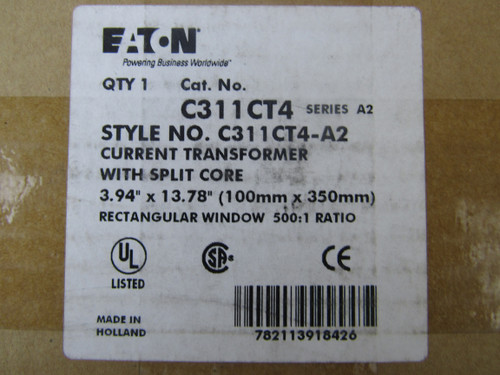 EATON
Powering Business Worldwide
QTY 1 Cat. No.
C311CT4 SERIES A2
STYLE NO. C311CT4-A2
CURRENT TRANSFORMER
WITH SPLIT CORE
3.94" x 13.78" (100mm x 350mm)
RECTANGULAR WINDOW 500:1 RATIO
UL SA® CE
LISTED
MADE IN
HOLLAND
782113918426